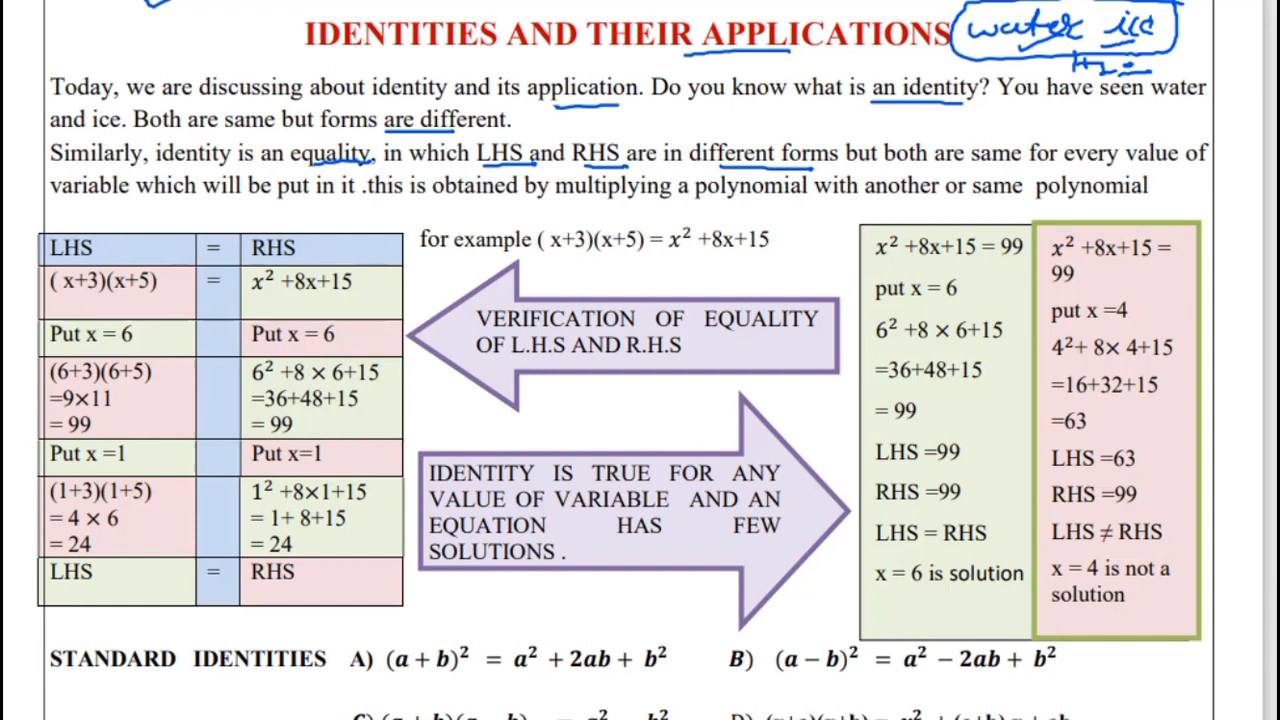 IDENTITIES AND THEIR APPLICATIONS
water ice
H₂
Today, we are discussing about identity and its application. Do you know what is an identity? You have seen water
and ice. Both are same but forms are different.
Similarly, identity is an equality, in which LHS and RHS are in different forms but both are same for every value of
variable which will be put in it .this is obtained by multiplying a polynomial with another or same polynomial
for example ( x+3)(x+5) = x² +8x+15
LHS = RHS
( x+3)(x+5) = x² +8x+15
Put x = 6 Put x = 6
(6+3)(6+5) 6² +8 × 6+15
=9×11 =36+48+15
= 99 = 99
Put x =1 Put x=1
(1+3)(1+5) 1² +8×1+15
= 4 × 6 = 1+ 8+15
= 24 = 24
LHS = RHS
VERIFICATION OF EQUALITY
OF L.H.S AND R.H.S
IDENTITY IS TRUE FOR ANY
VALUE OF VARIABLE AND AN
EQUATION HAS FEW
SOLUTIONS .
x² +8x+15 = 99
put x = 6
6² +8 × 6+15
=36+48+15
= 99
LHS =99
RHS =99
LHS = RHS
x = 6 is solution
x² +8x+15 =
99
put x =4
4²+ 8× 4+15
=16+32+15
=63
LHS =63
RHS =99
LHS ≠ RHS
x = 4 is not a
solution
STANDARD IDENTITIES A) (a + b)² = a² + 2ab + b² B) (a − b)² = a² − 2ab + b²